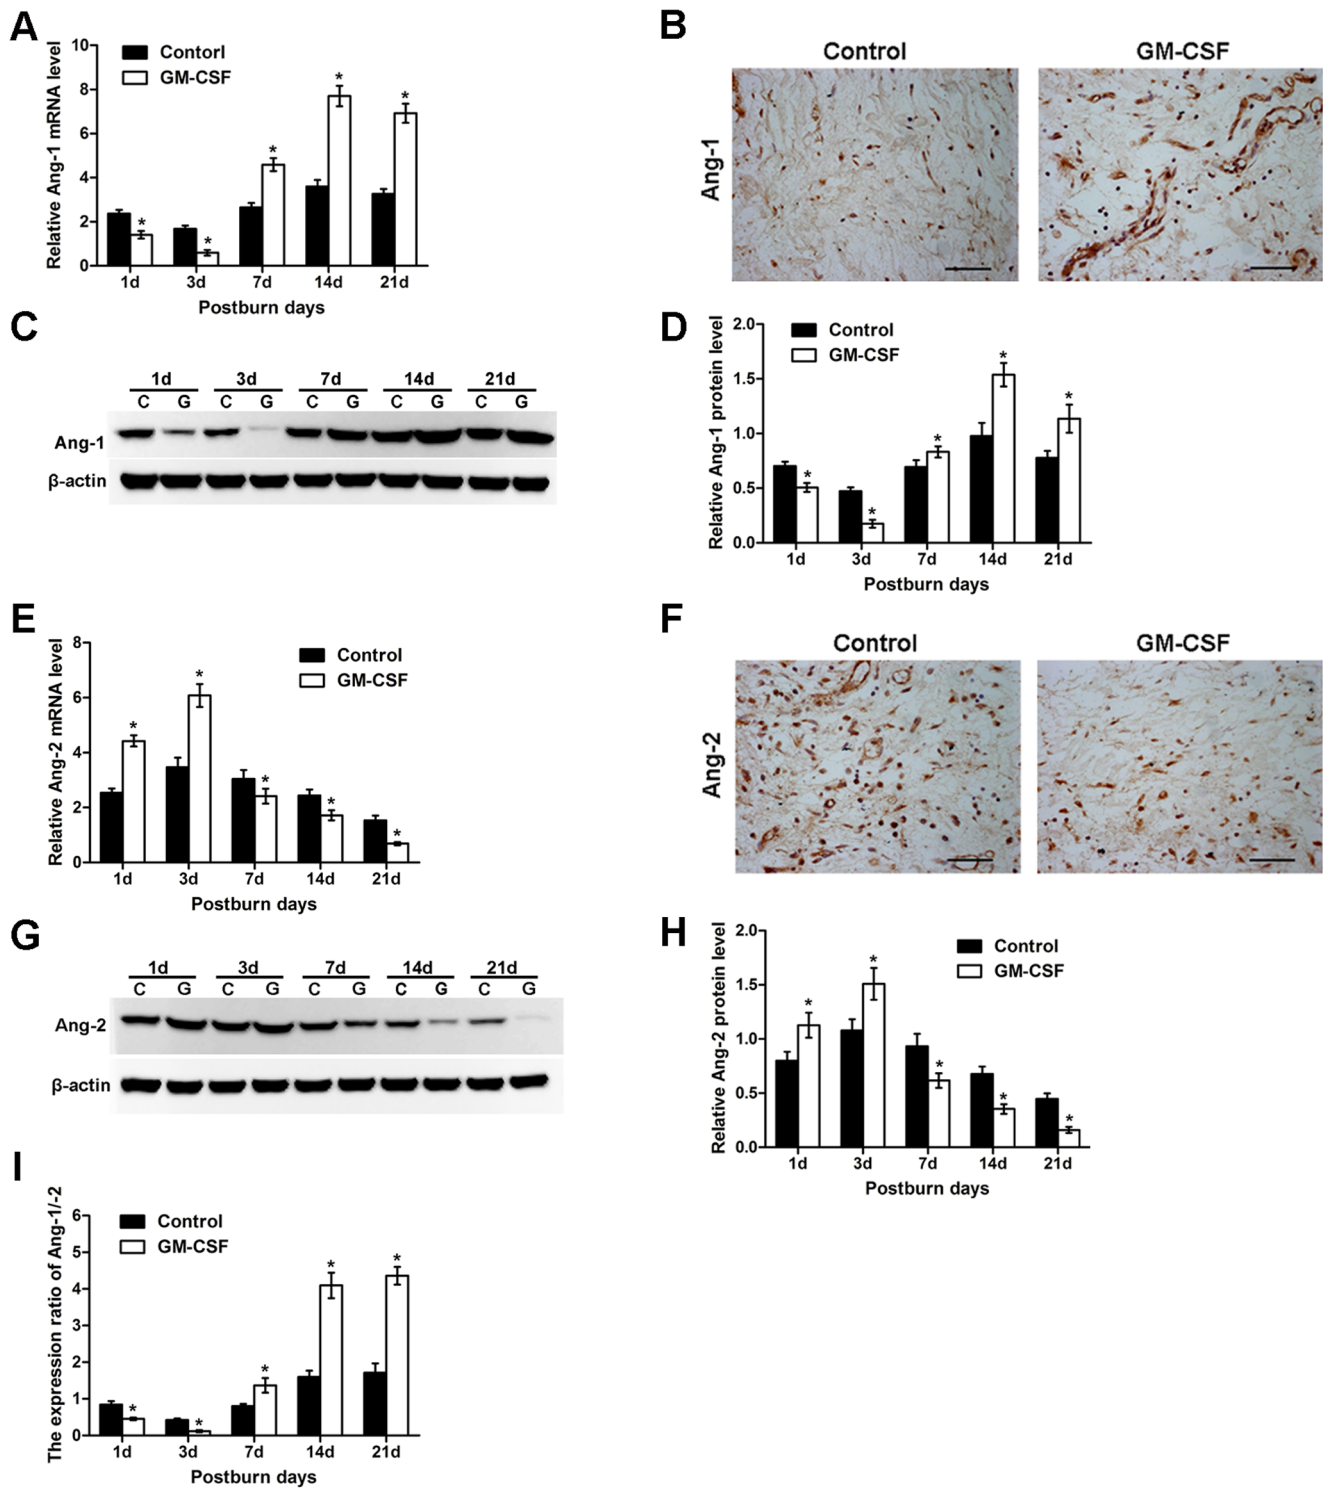 A
Relative Ang-1 mRNA level
10
8
6
4
2
0
Contorl
GM-CSF
*
*
*
*
*
1d 3d 7d 14d 21d
Postburn days
B
Control GM-CSF
Ang-1
C
1d 3d 7d 14d 21d
C G C G C G C G C G
Ang-1
β-actin
D
Relative Ang-1 protein level
2.0
1.5
1.0
0.5
0.0
Control
GM-CSF
*
*
*
*
*
1d 3d 7d 14d 21d
Postburn days
E
Relative Ang-2 mRNA level
8
6
4
2
0
Control
GM-CSF
*
*
*
*
*
1d 3d 7d 14d 21d
Postburn days
F
Control GM-CSF
Ang-2
G
1d 3d 7d 14d 21d
C G C G C G C G C G
Ang-2
β-actin
H
Relative Ang-2 protein level
2.0
1.5
1.0
0.5
0.0
Control
GM-CSF
*
*
*
*
*
1d 3d 7d 14d 21d
Postburn days
I
The expression ratio of Ang-1/-2
6
5
4
3
2
1
0
Control
GM-CSF
*
*
*
*
*
1d 3d 7d 14d 21d
Postburn days